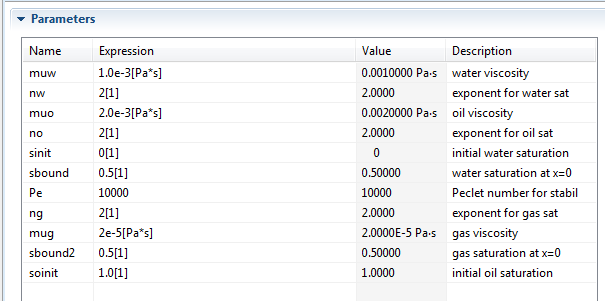 Parameters
Name Expression Value Description
muw 1.0e-3[Pa*s] 0.0010000 Pa·s water viscosity
nw 2[1] 2.0000 exponent for water sat
muo 2.0e-3[Pa*s] 0.0020000 Pa·s oil viscosity
no 2[1] 2.0000 exponent for oil sat
sinit 0[1] 0 initial water saturation
sbound 0.5[1] 0.50000 water saturation at x=0
Pe 10000 10000 Peclet number for stabil
ng 2[1] 2.0000 exponent for gas sat
mug 2e-5[Pa*s] 2.0000E-5 Pa·s gas viscosity
sbound2 0.5[1] 0.50000 gas saturation at x=0
soinit 1.0[1] 1.0000 initial oil saturation